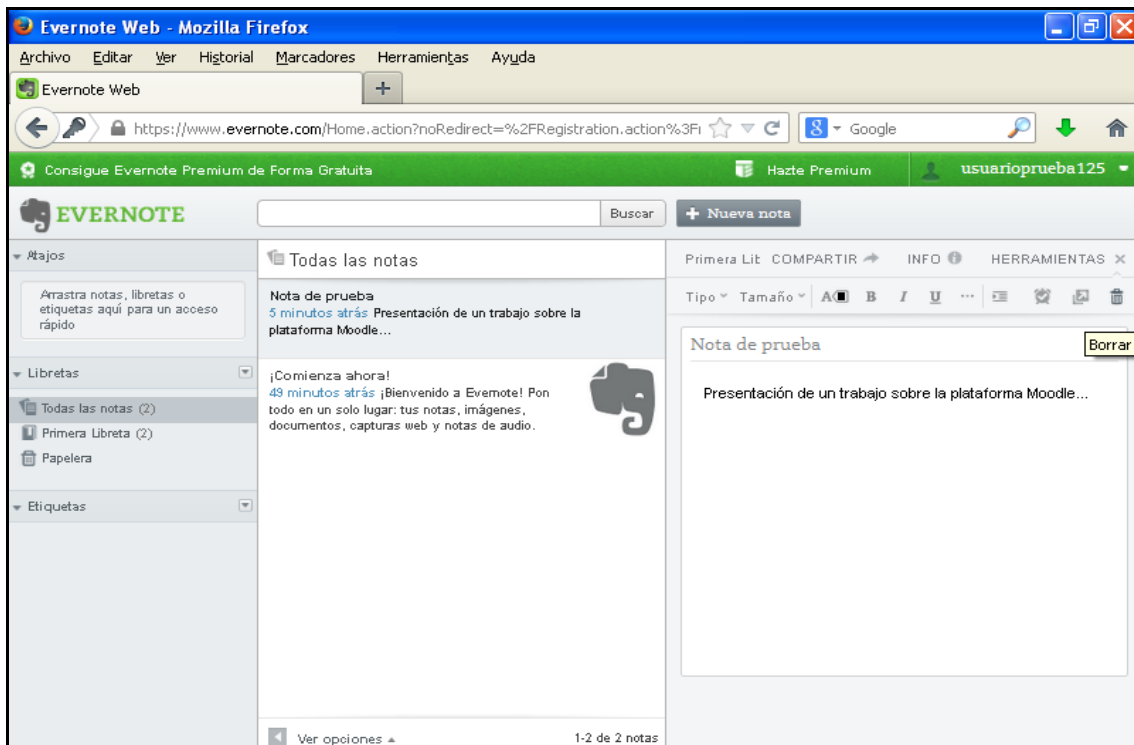 Evernote Web - Mozilla Firefox
Archivo Editar Ver Historial Marcadores Herramientas Ayuda
Evernote Web
https://www.evernote.com/Home.action?noRedirect=%2FRegistration.action%3Fi
Google
Consigue Evernote Premium de Forma Gratuita
Hazte Premium
usuarioprueba125
EVERNOTE
Buscar
+ Nueva nota
Atajos
Arrastra notas, libretas o
etiquetas aquí para un acceso
rápido
Libretas
Todas las notas (2)
Primera Libreta (2)
Papelera
Etiquetas
Todas las notas
Nota de prueba
5 minutos atrás Presentación de un trabajo sobre la
plataforma Moodle...
¡Comienza ahora!
49 minutos atrás ¡Bienvenido a Evernote! Pon
todo en un solo lugar: tus notas, imágenes,
documentos, capturas web y notas de audio.
Ver opciones
1-2 de 2 notas
Primera Lit COMPARTIR INFO HERRAMIENTAS
Tipo Tamaño A B I U ...
Nota de prueba
Borrar
Presentación de un trabajo sobre la plataforma Moodle...